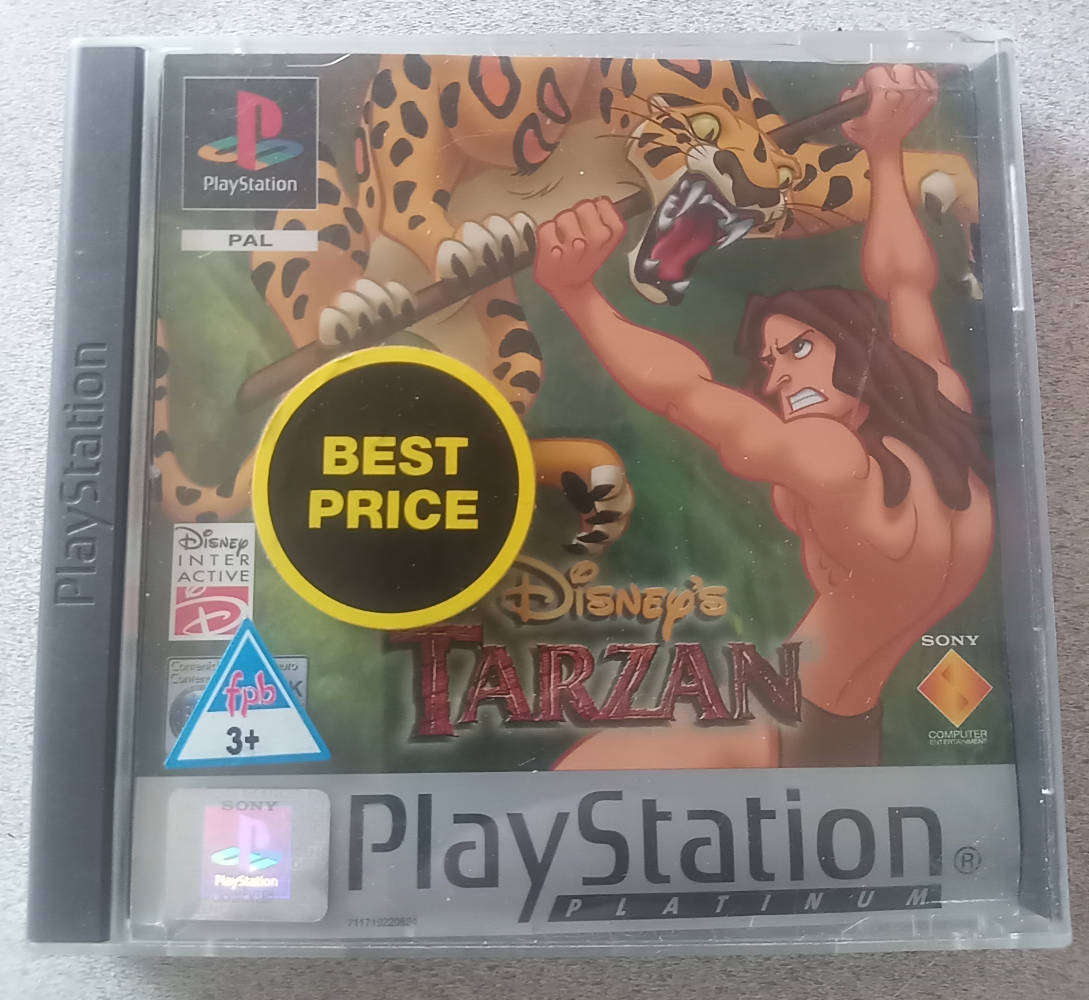 PlayStation
PlayStation
PAL
BEST
PRICE
DISNEY
INTER
ACTIVE
DISNEY'S
TARZAN
fpb
3+
SONY
COMPUTER
ENTERTAINMENT
SONY
PlayStation
PlayStation
®
PLATINUM